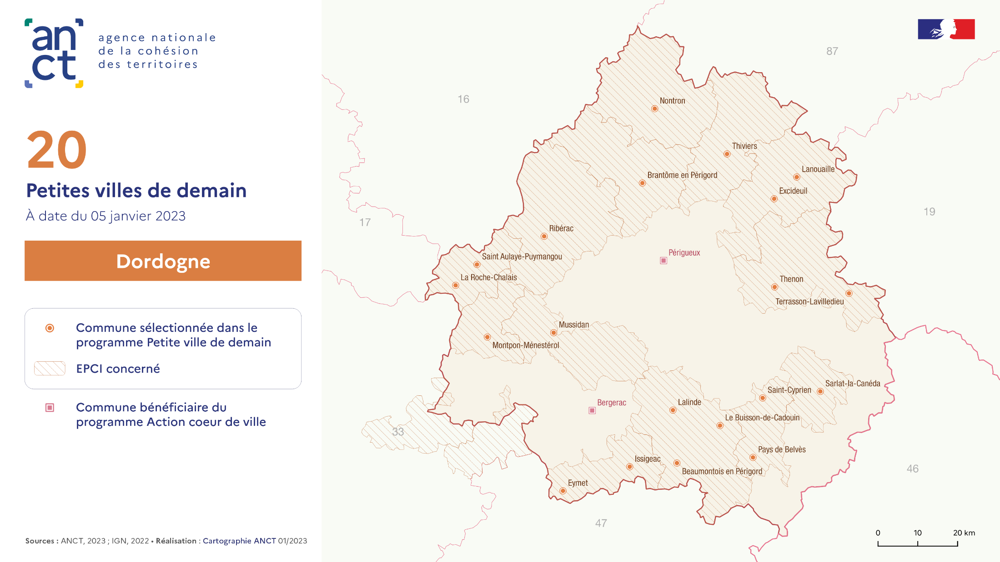 an
ct
agence nationale
de la cohésion
des territoires
20
Petites villes de demain
À date du 05 janvier 2023
Dordogne
Commune sélectionnée dans le
programme Petite ville de demain
EPCI concerné
Commune bénéficiaire du
programme Action coeur de ville
Sources : ANCT, 2023 ; IGN, 2022 • Réalisation : Cartographie ANCT 01/2023
87
16
Nontron
Thiviers
Lanouaille
Brantôme en Périgord
Excideuil
19
17
Ribérac
Périgueux
Saint Aulaye-Puymangou
La Roche-Chalais
Thenon
Terrasson-Lavilledieu
Mussidan
Montpon-Ménestérol
Sarlat-la-Canéda
Saint-Cyprien
Bergerac
Lalinde
Le Buisson-de-Cadouin
33
Pays de Belvès
Issigeac
Beaumontois en Périgord
46
Eymet
47
0 10 20 km